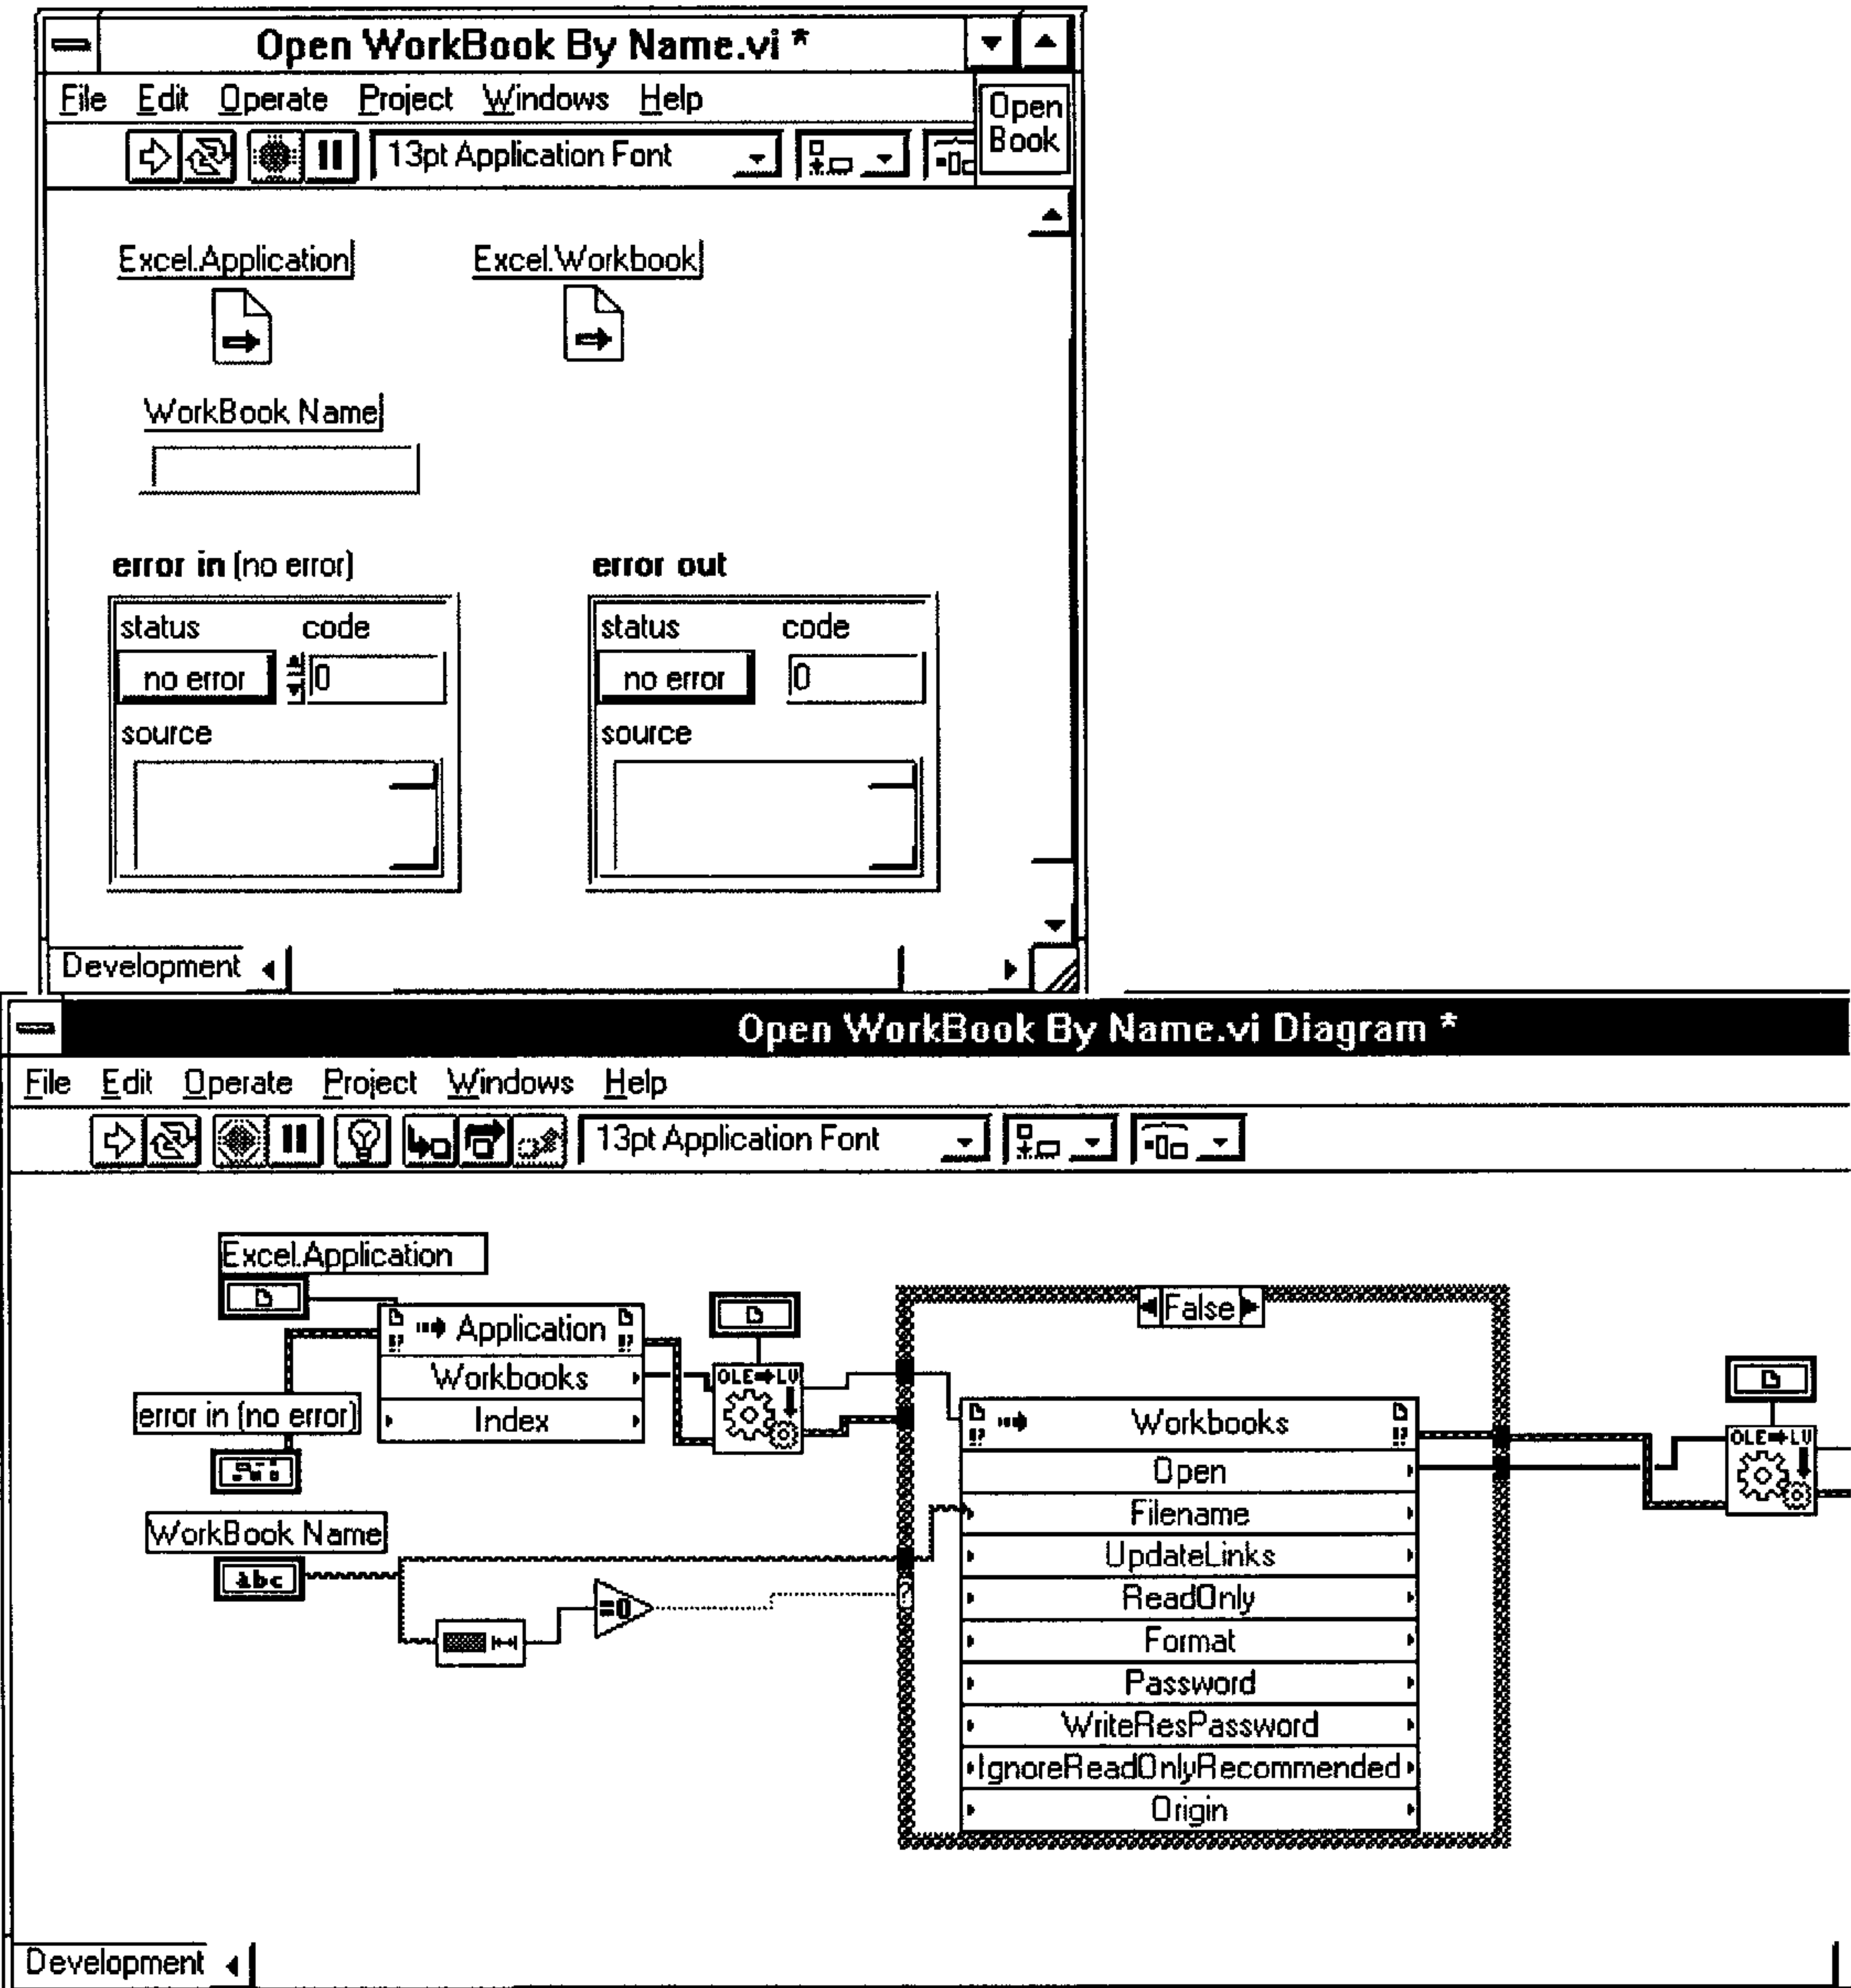 Open WorkBook By Name.vi *
File Edit Operate Project Windows Help
Open
Book
13pt Application Font
Excel.Application Excel.Workbook
WorkBook Name
error in (no error) error out
status code status code
no error 0 no error 0
source source
Development
Open WorkBook By Name.vi Diagram *
File Edit Operate Project Windows Help
13pt Application Font
Excel.Application
False
Application
Workbooks
Index
OLE LV
error in (no error)
Workbooks
OLE LV
Open
Filename
WorkBook Name
abc
UpdateLinks
=0
ReadOnly
Format
Password
WriteResPassword
IgnoreReadOnlyRecommended
Origin
Development